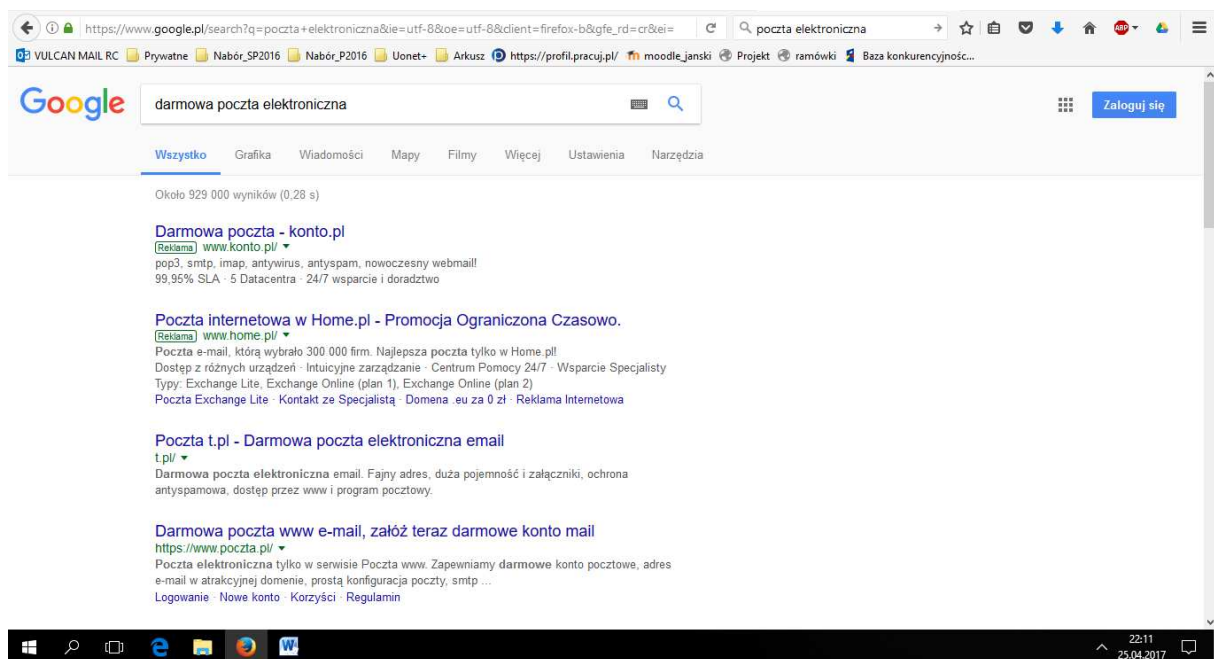 https://www.google.pl/search?q=poczta+elektroniczna&ie=utf-8&oe=utf-8&client=firefox-b&gfe_rd=cr&ei=
poczta elektroniczna
ABP
VULCAN MAIL RC Prywatne Nabór_SP2016 Nabór_P2016 Uonet+ Arkusz https://profil.pracuj.pl/ moodle_janski Projekt ramówki Baza konkurencyjnośc...
Google
darmowa poczta elektroniczna
Zaloguj się
Wszystko Grafika Wiadomości Mapy Filmy Więcej Ustawienia Narzędzia
Około 929 000 wyników (0,28 s)
Darmowa poczta - konto.pl
Reklama www.konto.pl/
pop3, smtp, imap, antywirus, antyspam, nowoczesny webmail!
99,95% SLA · 5 Datacentra · 24/7 wsparcie i doradztwo
Poczta internetowa w Home.pl - Promocja Ograniczona Czasowo.
Reklama www.home.pl/
Poczta e-mail, którą wybrało 300 000 firm. Najlepsza poczta tylko w Home.pl!
Dostęp z różnych urządzeń · Intuicyjne zarządzanie · Centrum Pomocy 24/7 · Wsparcie Specjalisty
Typy: Exchange Lite, Exchange Online (plan 1), Exchange Online (plan 2)
Poczta Exchange Lite · Kontakt ze Specjalistą · Domena .eu za 0 zł · Reklama Internetowa
Poczta t.pl - Darmowa poczta elektroniczna email
t.pl/
Darmowa poczta elektroniczna email. Fajny adres, duża pojemność i załączniki, ochrona
antyspamowa, dostęp przez www i program pocztowy.
Darmowa poczta www e-mail, załóż teraz darmowe konto mail
https://www.poczta.pl/
Poczta elektroniczna tylko w serwisie Poczta www. Zapewniamy darmowe konto pocztowe, adres
e-mail w atrakcyjnej domenie, prostą konfiguracja poczty, smtp ...
Logowanie · Nowe konto · Korzyści · Regulamin
22:11
25.04.2017